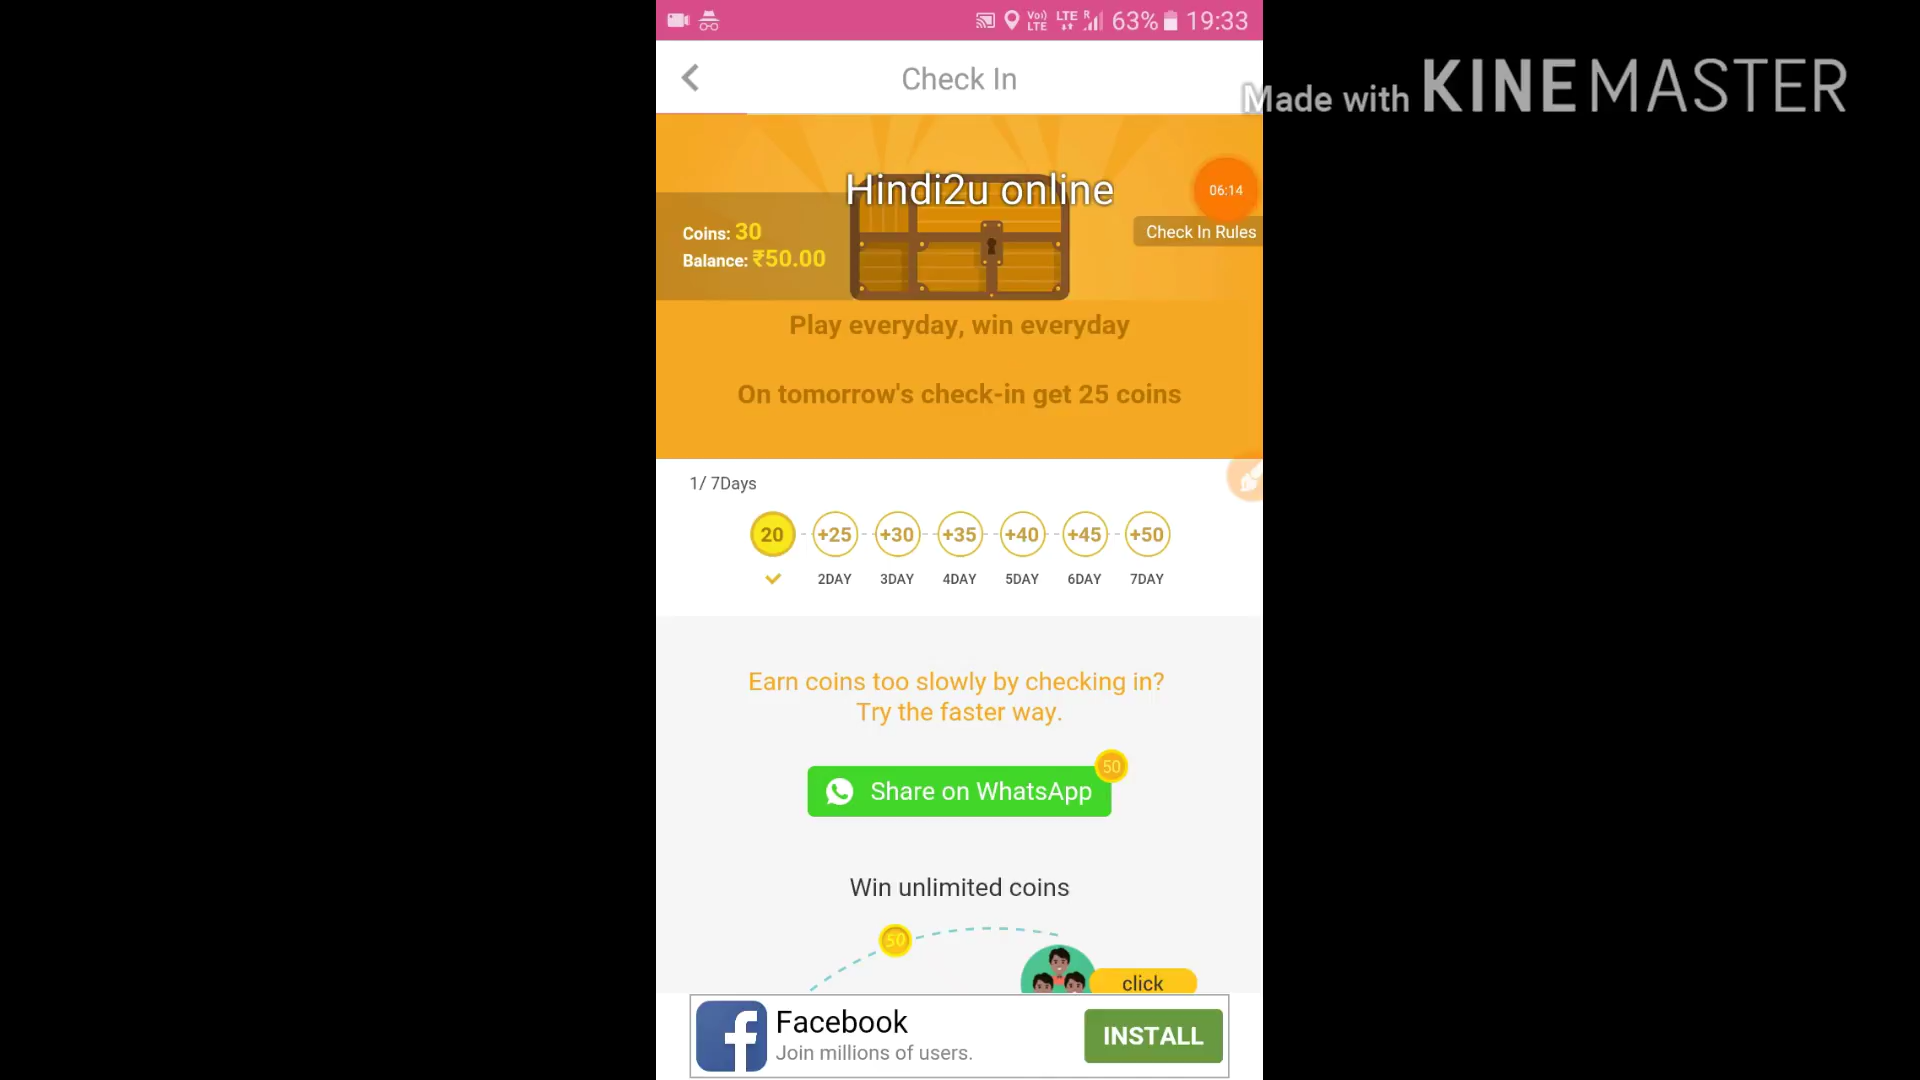 Vo)) LTE LTE R 63% 19:33
Check In
Made with KINEMASTER
Hindi2u online
06:14
Coins: 30
Check In Rules
Balance: ₹50.00
Play everyday, win everyday
On tomorrow's check-in get 25 coins
1/ 7Days
20 +25 +30 +35 +40 +45 +50
2DAY 3DAY 4DAY 5DAY 6DAY 7DAY
Earn coins too slowly by checking in?
Try the faster way.
50
Share on WhatsApp
Win unlimited coins
50
click
Facebook
Join millions of users.
INSTALL